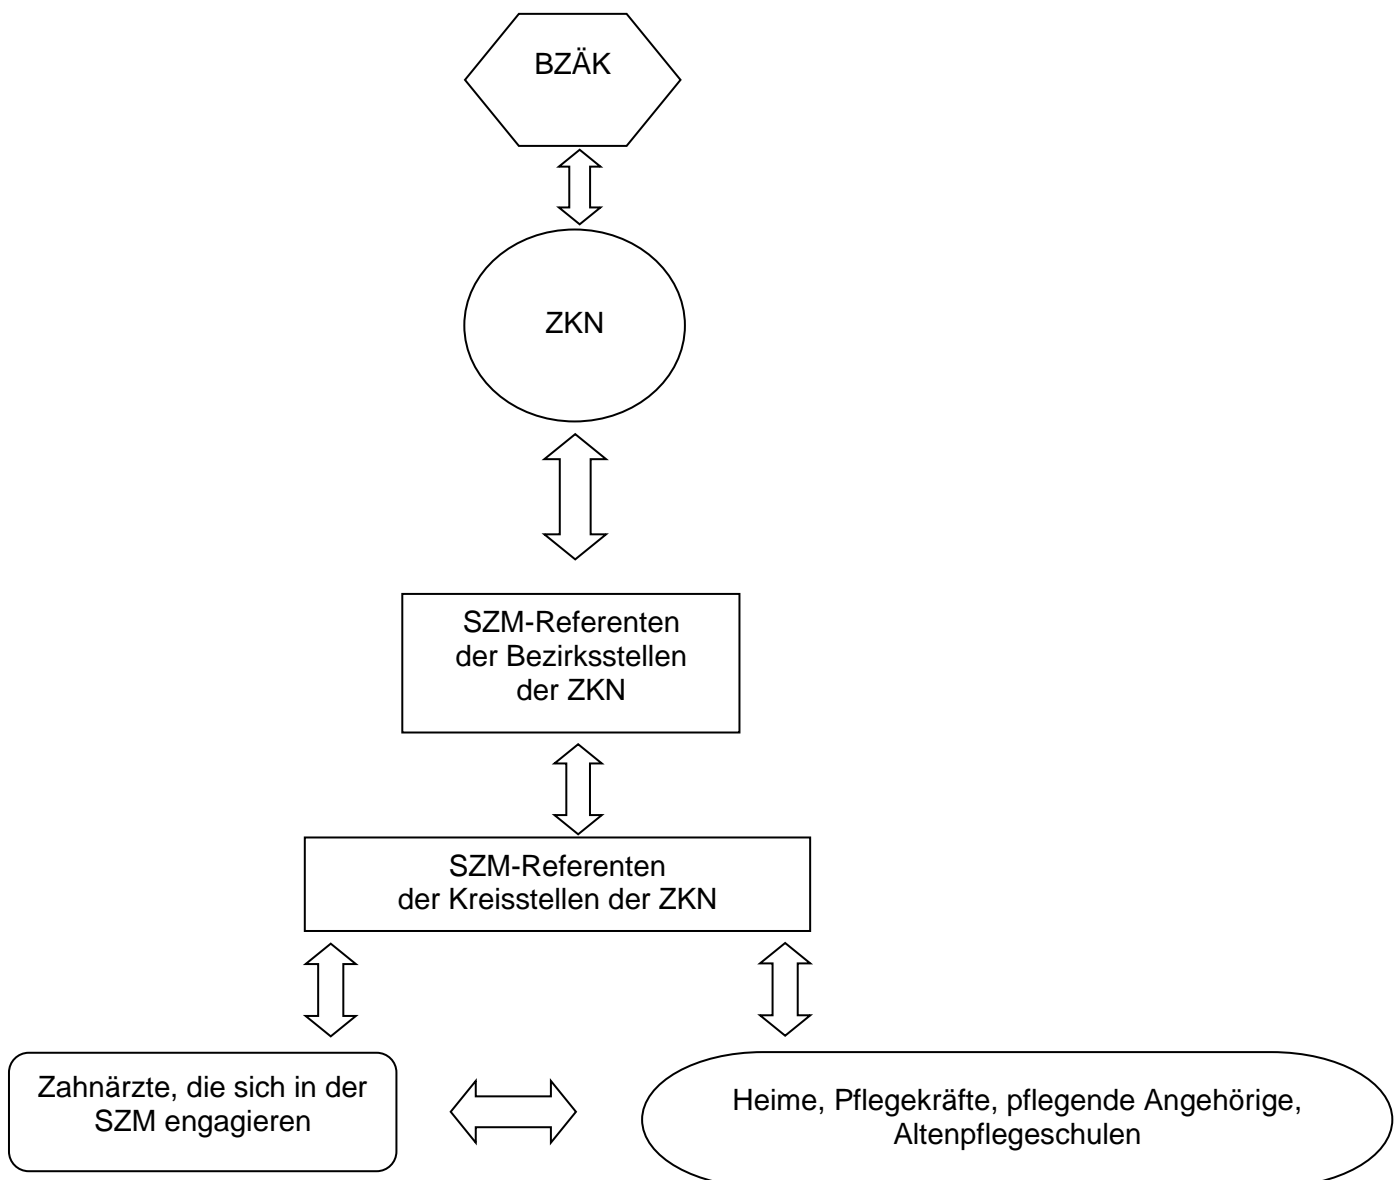 BZÄK
ZKN
SZM-Referenten
der Bezirksstellen
der ZKN
SZM-Referenten
der Kreisstellen der ZKN
Zahnärzte, die sich in der
SZM engagieren
Heime, Pflegekräfte, pflegende Angehörige,
Altenpflegeschulen